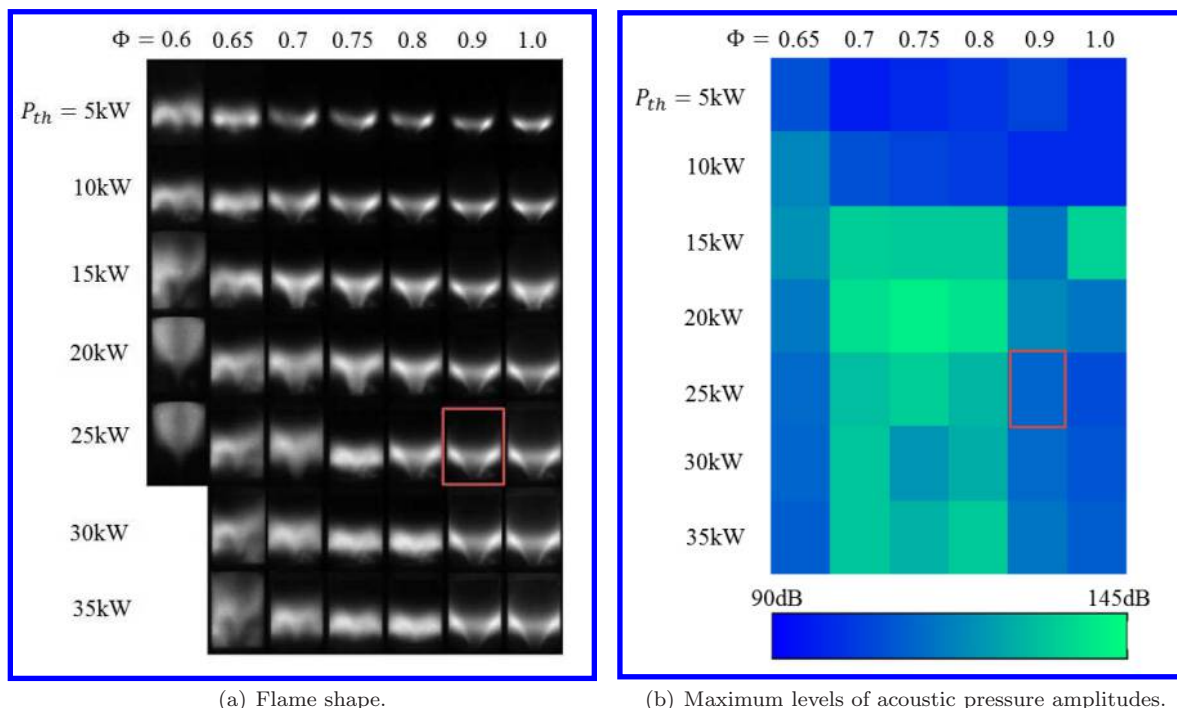 Φ = 0.6 0.65 0.7 0.75 0.8 0.9 1.0
P_th = 5kW
10kW
15kW
20kW
25kW
30kW
35kW
(a) Flame shape.
Φ = 0.65 0.7 0.75 0.8 0.9 1.0
P_th = 5kW
10kW
15kW
20kW
25kW
30kW
35kW
90dB 145dB
(b) Maximum levels of acoustic pressure amplitudes.